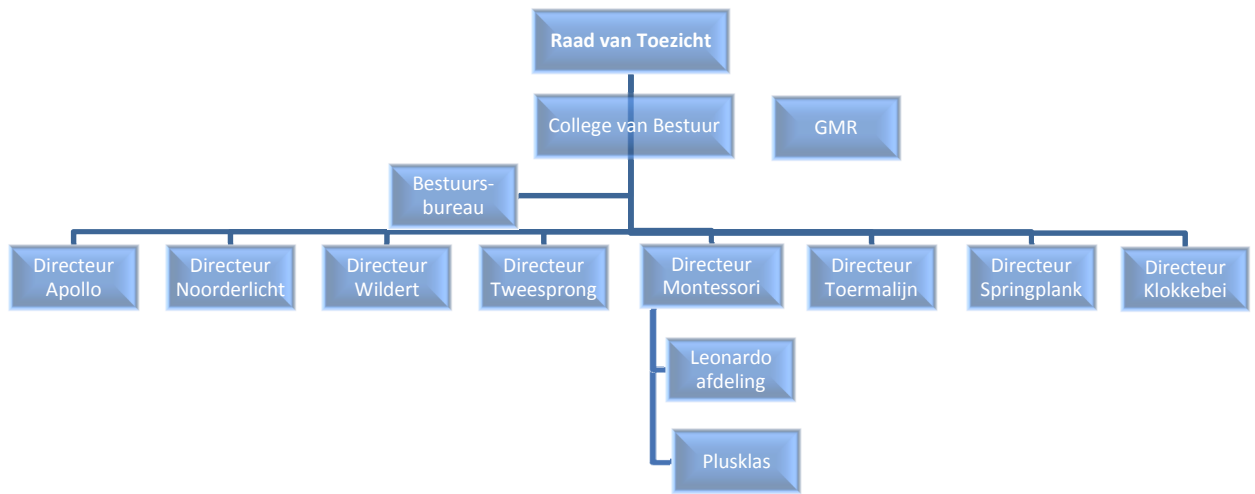 Raad van Toezicht
College van Bestuur
GMR
Bestuurs-
bureau
Directeur
Apollo
Directeur
Noorderlicht
Directeur
Wildert
Directeur
Tweesprong
Directeur
Montessori
Directeur
Toermalijn
Directeur
Springplank
Directeur
Klokkebei
Leonardo
afdeling
Plusklas